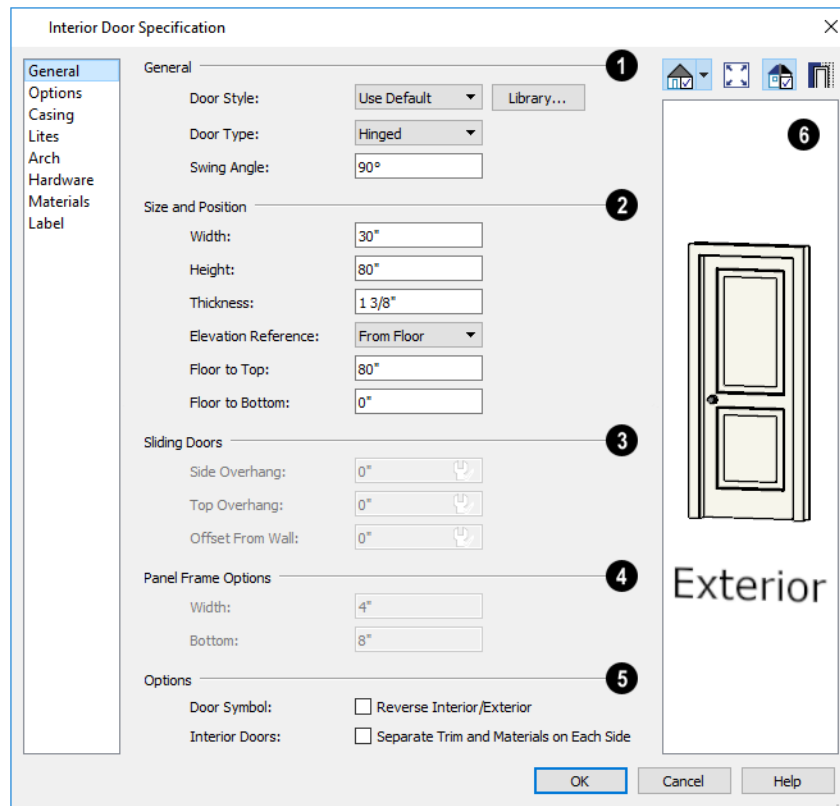 Interior Door Specification
General
Options
Casing
Lites
Arch
Hardware
Materials
Label
General 1
Door Style: Use Default Library...
Door Type: Hinged
Swing Angle: 90°
Size and Position 2
Width: 30"
Height: 80"
Thickness: 1 3/8"
Elevation Reference: From Floor
Floor to Top: 80"
Floor to Bottom: 0"
Sliding Doors 3
Side Overhang: 0"
Top Overhang: 0"
Offset From Wall: 0"
Panel Frame Options 4
Width: 4"
Bottom: 8"
Options 5
Door Symbol: Reverse Interior/Exterior
Interior Doors: Separate Trim and Materials on Each Side
6
Exterior
OK Cancel Help